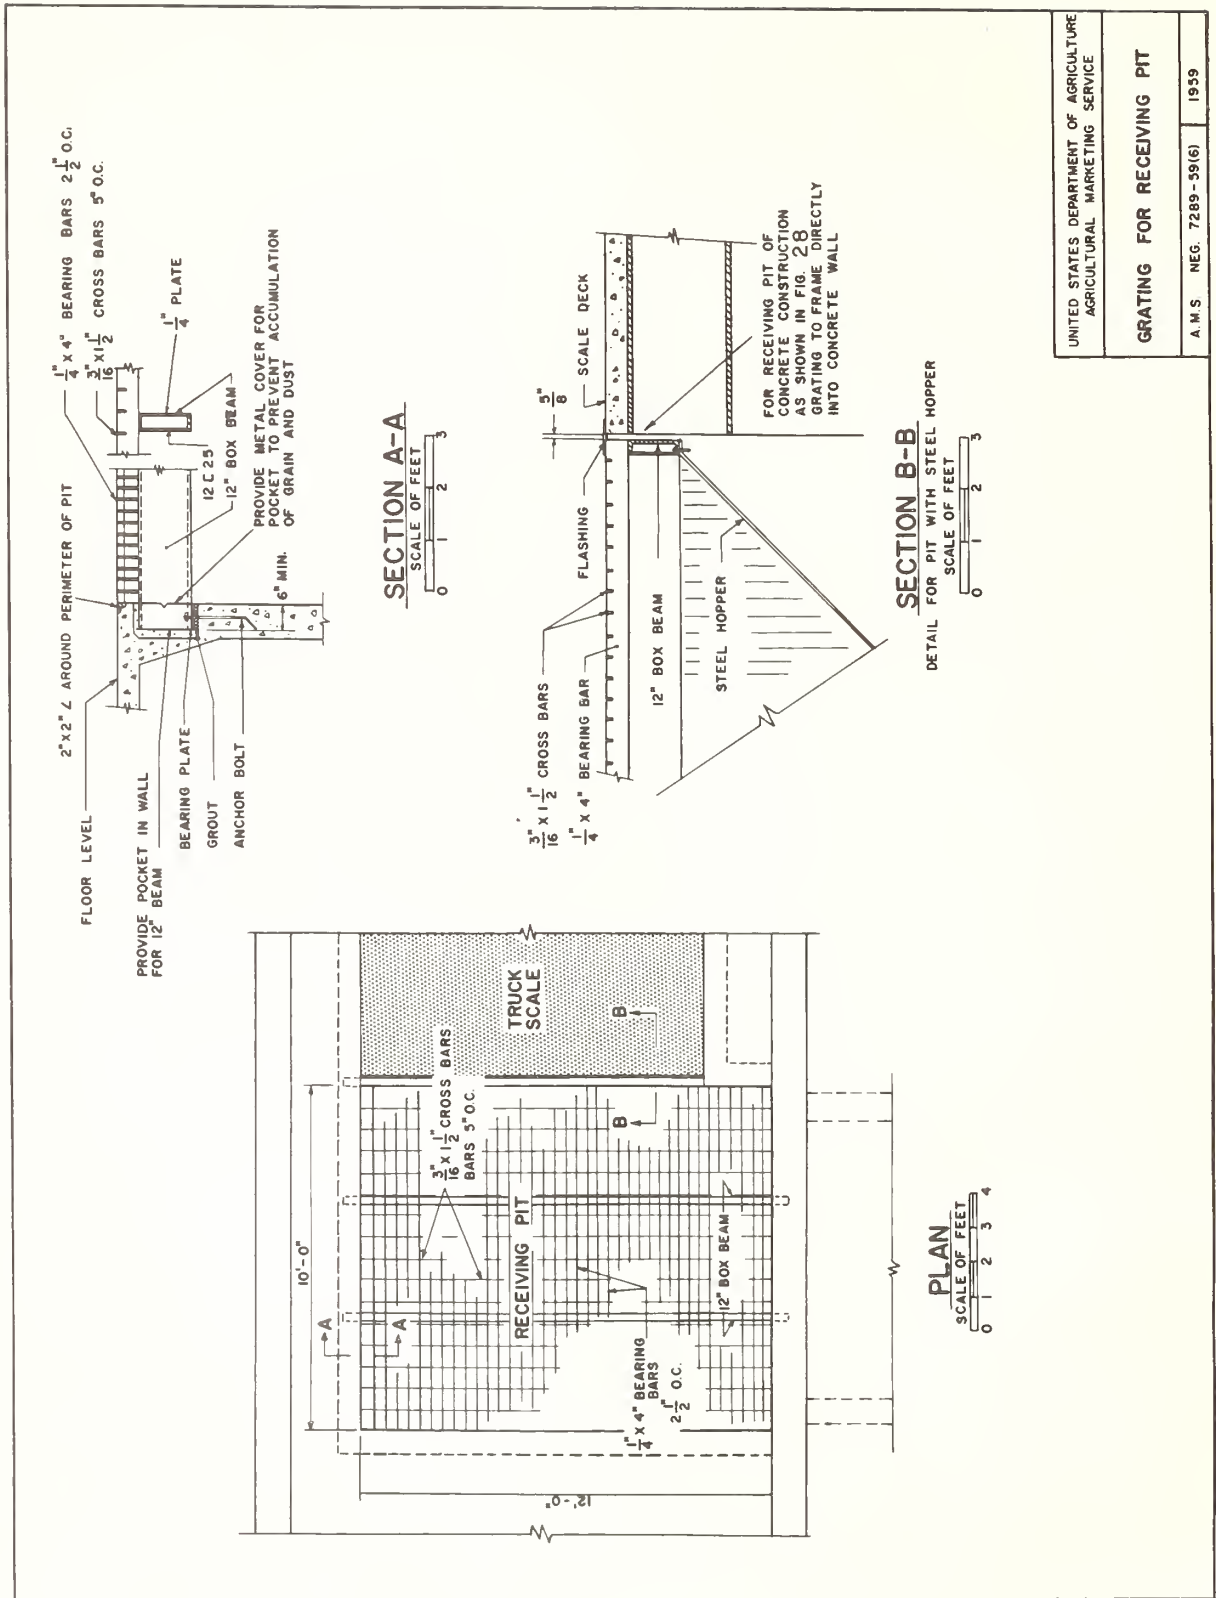 FLOOR LEVEL
2" X 2" ∠ AROUND PERIMETER OF PIT
1/4" X 4" BEARING BARS 2 1/2" O.C.
3/16" X 1 1/2" CROSS BARS 5" O.C.
PROVIDE POCKET IN WALL
FOR 12" BEAM
BEARING PLATE
GROUT
ANCHOR BOLT
1/4" PLATE
12 [ 25
12" BOX BEAM
PROVIDE METAL COVER FOR
POCKET TO PREVENT ACCUMULATION
OF GRAIN AND DUST
6" MIN.
SECTION A-A
SCALE OF FEET
0 1 2 3
10'-0"
12'-0"
A
A
3/16" X 1 1/2" CROSS BARS
BARS 5" O.C.
RECEIVING PIT
TRUCK
SCALE
B
B
1/4" X 4" BEARING
BARS
2 1/2" O.C.
12" BOX BEAM
PLAN
SCALE OF FEET
0 1 2 3 4
3/16" X 1 1/2" CROSS BARS
1/4" X 4" BEARING BAR
FLASHING
5/8"
SCALE DECK
12" BOX BEAM
STEEL HOPPER
FOR RECEIVING PIT OF
CONCRETE CONSTRUCTION
AS SHOWN IN FIG. 28
GRATING TO FRAME DIRECTLY
INTO CONCRETE WALL
SECTION B-B
DETAIL FOR PIT WITH STEEL HOPPER
SCALE OF FEET
0 1 2 3
UNITED STATES DEPARTMENT OF AGRICULTURE
AGRICULTURAL MARKETING SERVICE
GRATING FOR RECEIVING PIT
A.M.S. NEG. 7289-59(6) 1959